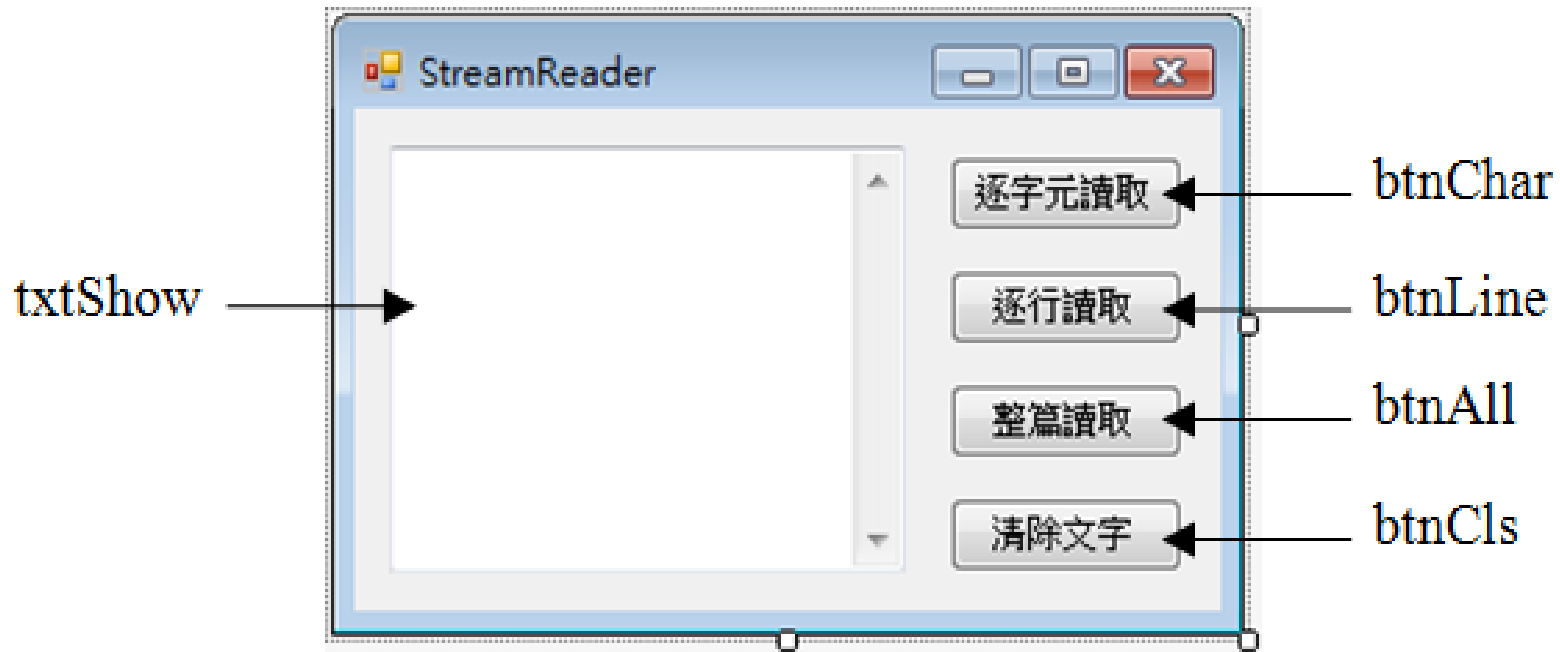 StreamReader
txtShow
逐字元讀取
btnChar
逐行讀取
btnLine
整篇讀取
btnAll
清除文字
btnCls